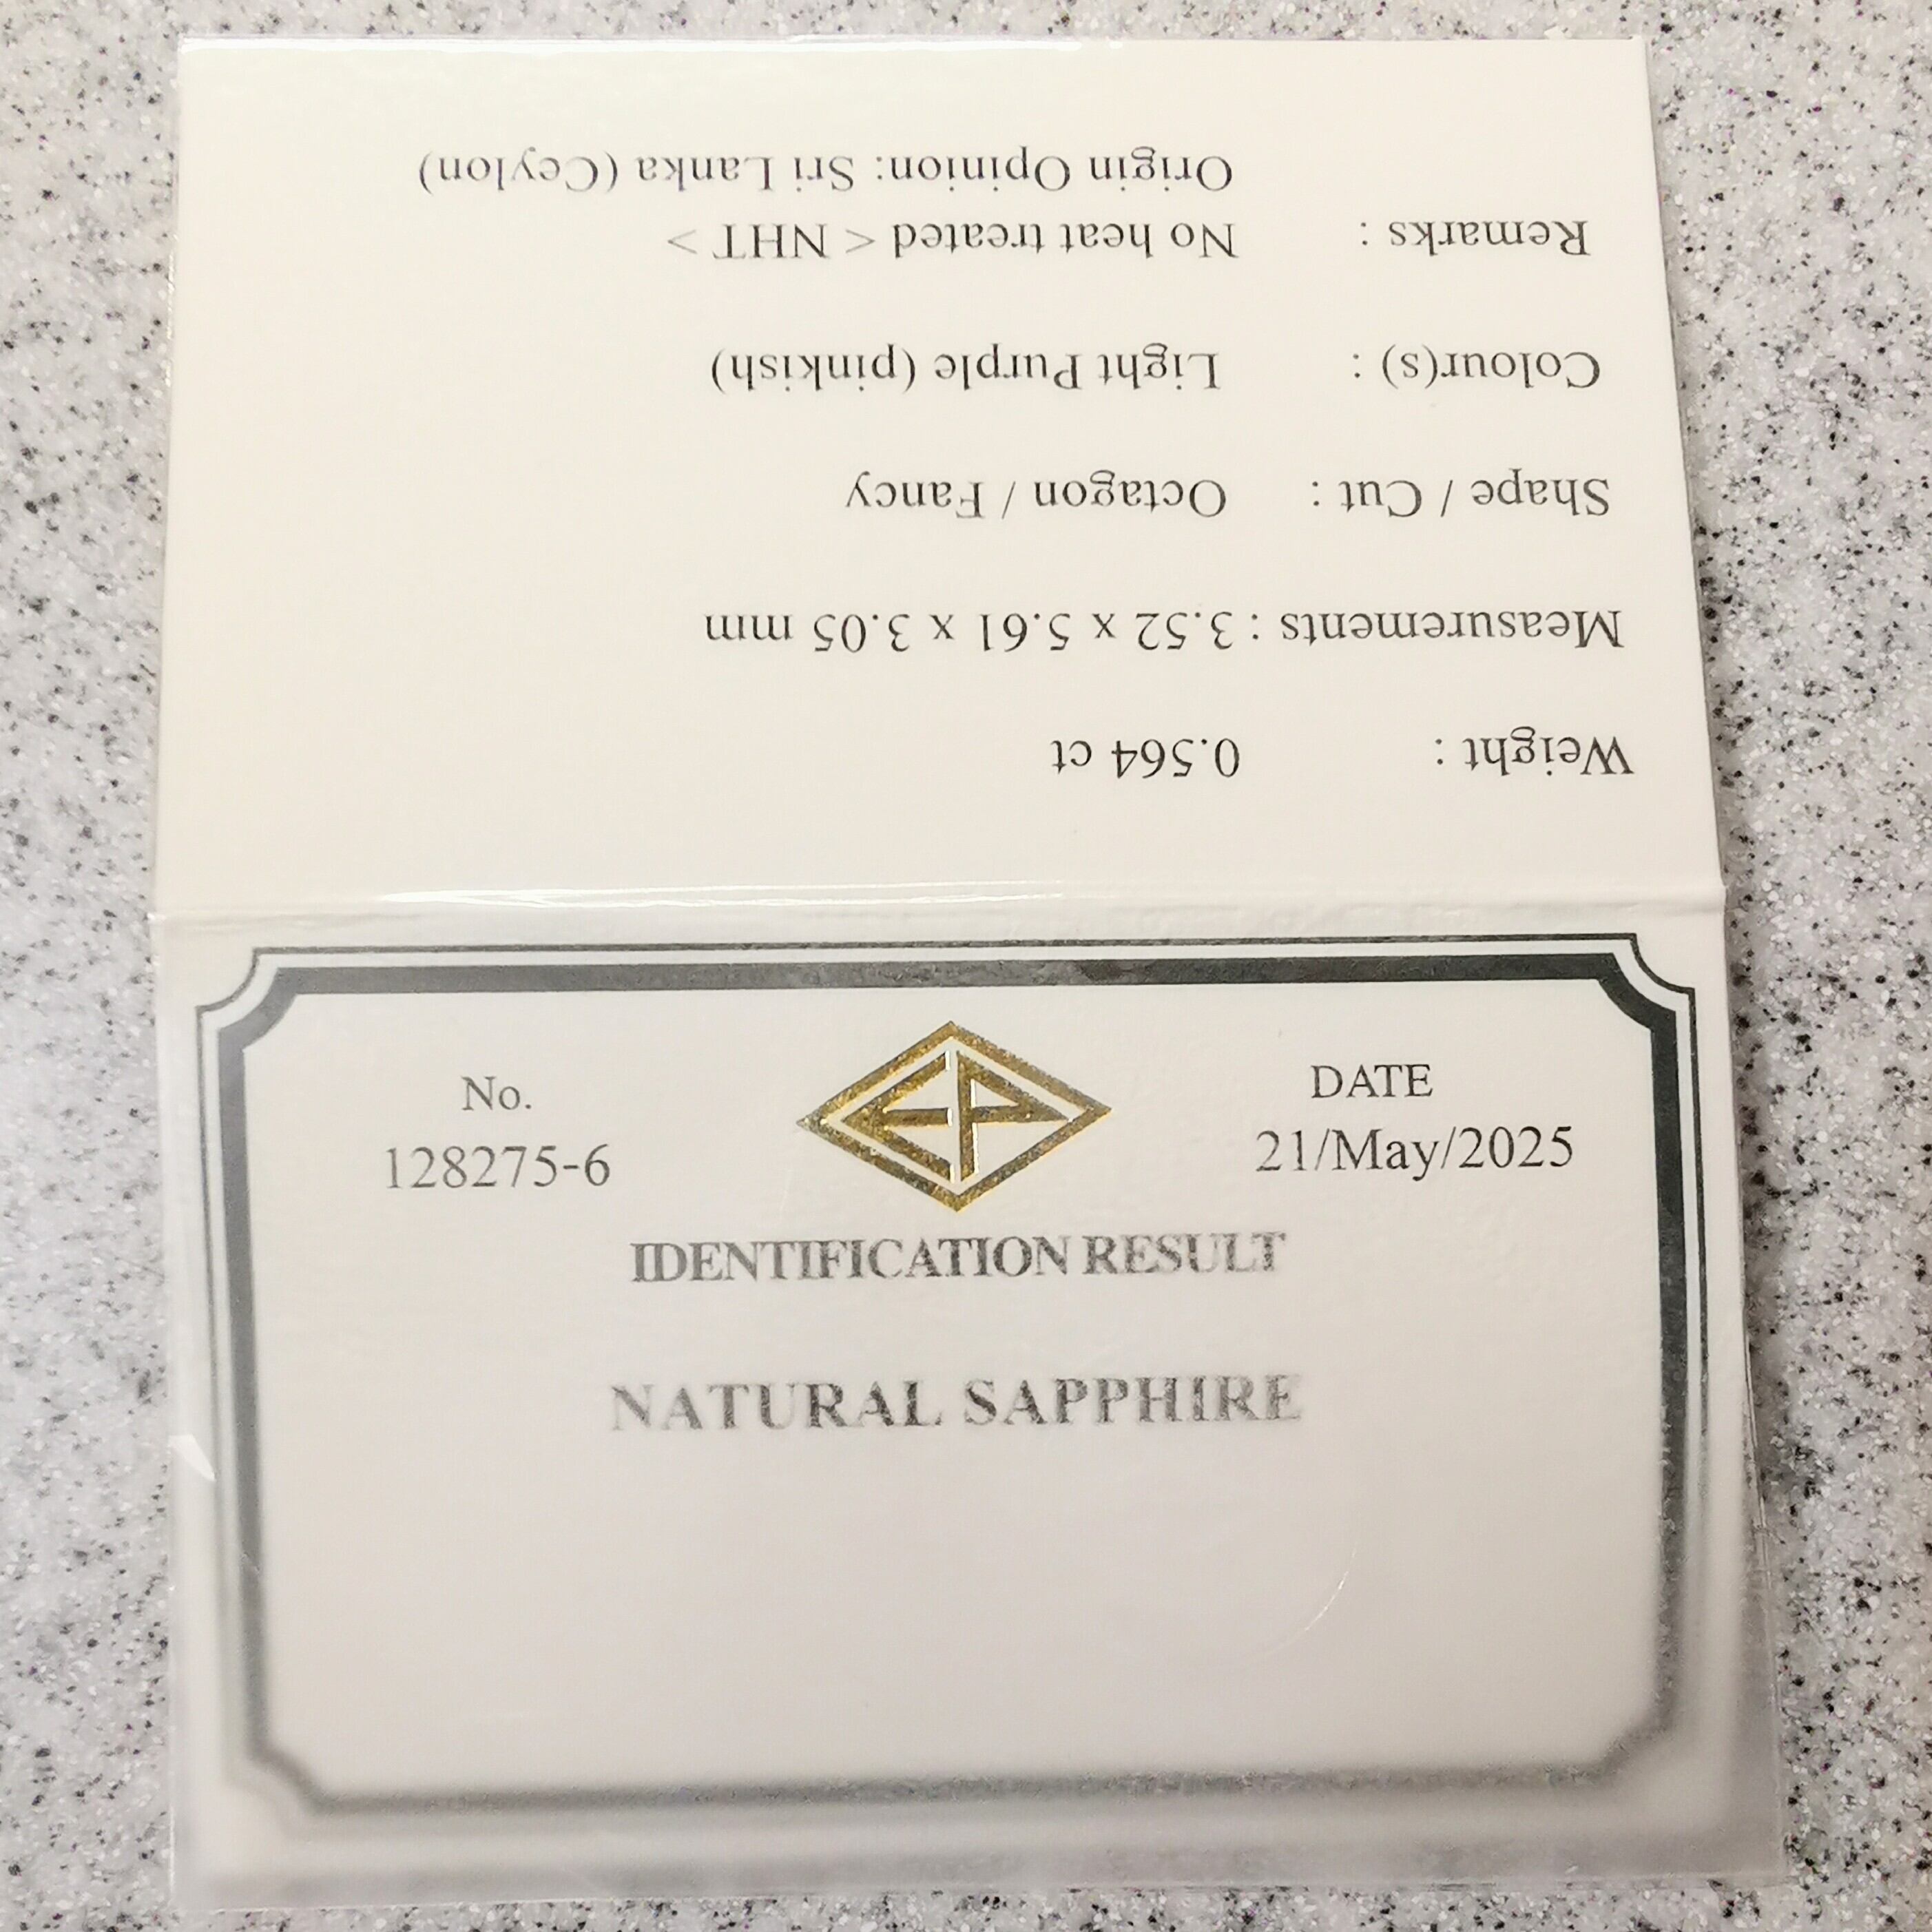 No.
128275-6
EP
DATE
21/May/2025
IDENTIFICATION RESULT
NATURAL SAPPHIRE
Weight : 0.564 ct
Measurements : 3.52 x 5.61 x 3.05 mm
Shape / Cut : Octagon / Fancy
Colour(s) : Light Purple (pinkish)
Remarks : No heat treated < NHT >
Origin Opinion: Sri Lanka (Ceylon)